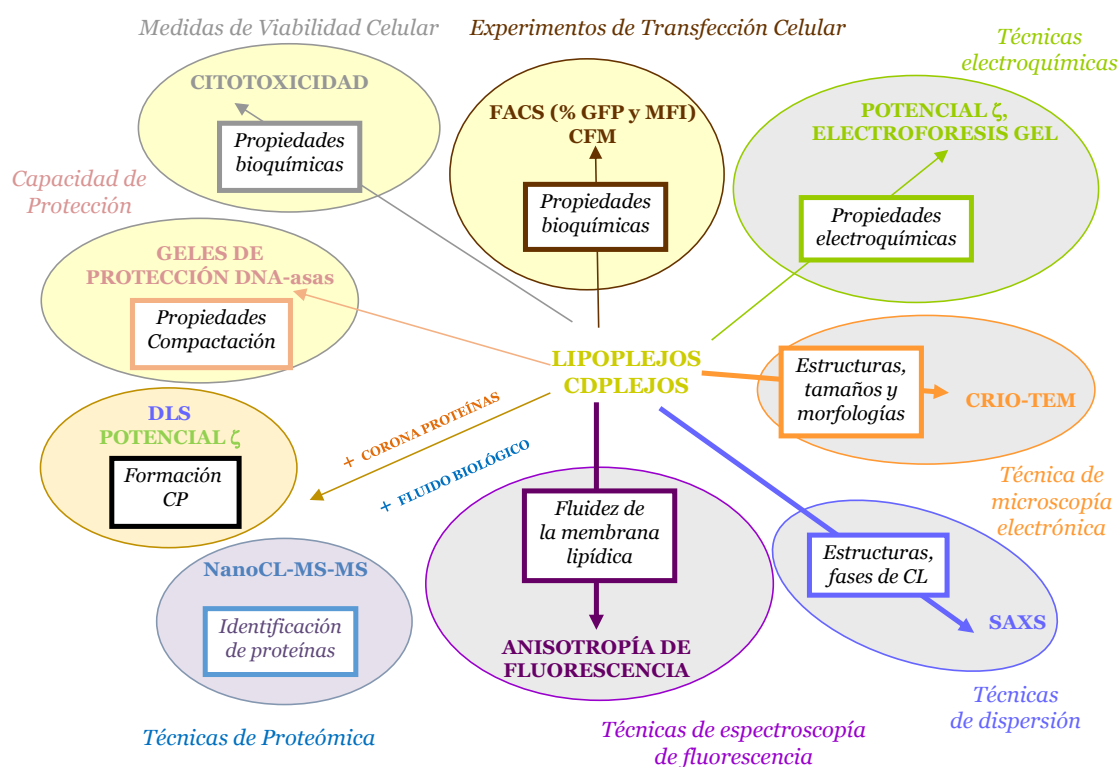 Medidas de Viabilidad Celular
CITOTOXICIDAD
Propiedades
bioquímicas
Experimentos de Transfección Celular
FACS (% GFP y MFI)
CFM
Propiedades
bioquímicas
Técnicas
electroquímicas
POTENCIAL ζ,
ELECTROFORESIS GEL
Propiedades
electroquímicas
Capacidad de
Protección
GELES DE
PROTECCIÓN DNA-asas
Propiedades
Compactación
LIPOPLEJOS
CDPLEJOS
Estructuras,
tamaños y
morfologías
CRIO-TEM
Técnica de
microscopía
electrónica
DLS
POTENCIAL ζ
Formación
CP
+ CORONA PROTEÍNAS
+ FLUIDO BIOLÓGICO
Fluidez de
la membrana
lipídica
ANISOTROPÍA DE
FLUORESCENCIA
Estructuras,
fases de CL
SAXS
Técnicas
de dispersión
NanoCL-MS-MS
Identificación
de proteínas
Técnicas de Proteómica
Técnicas de espectroscopía
de fluorescencia